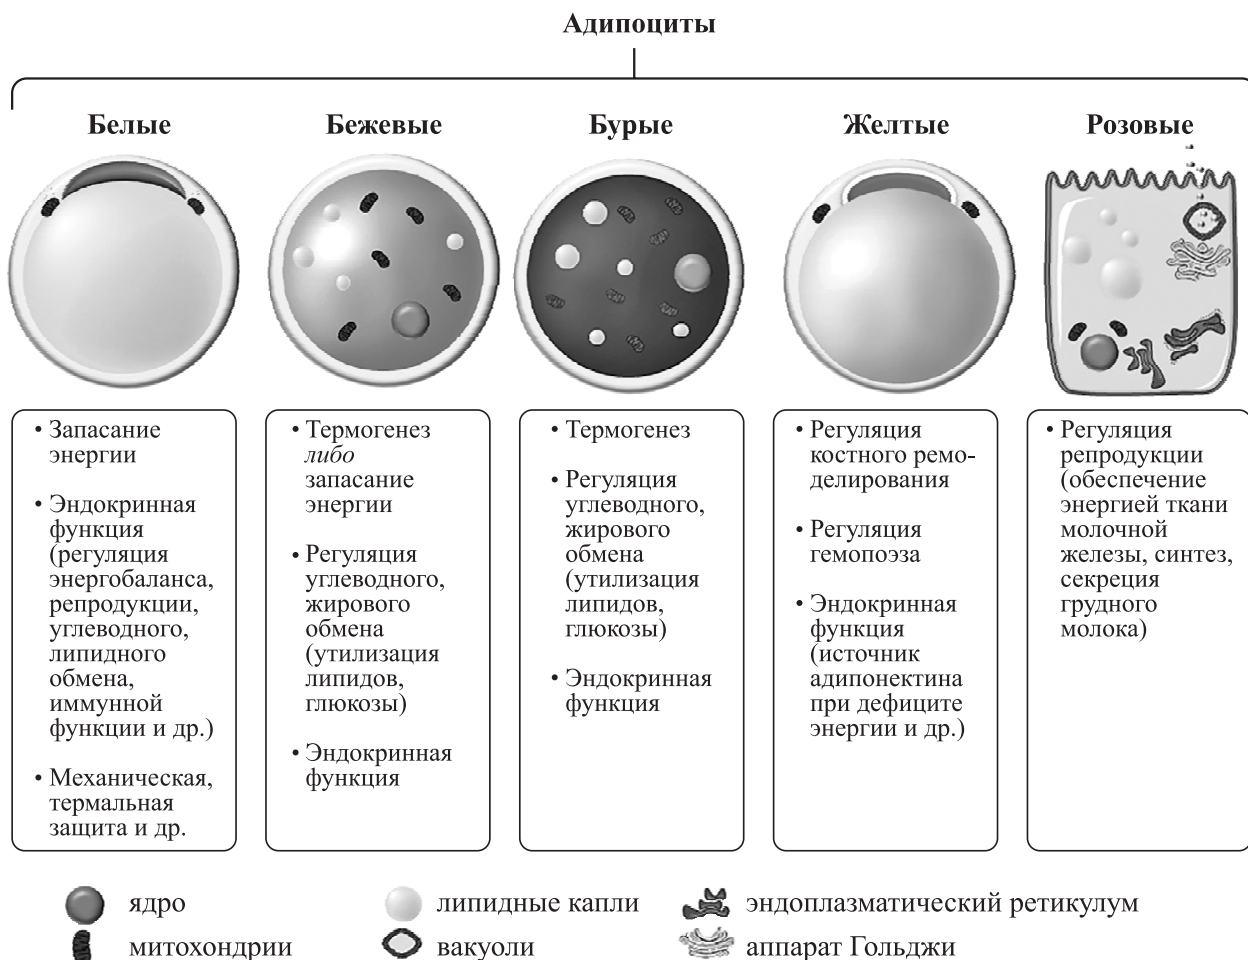 Адипоциты
Белые
Бежевые
Бурые
Желтые
Розовые
• Запасание
энергии
• Эндокринная
функция
(регуляция
энергобаланса,
репродукции,
углеводного,
липидного
обмена,
иммунной
функции и др.)
• Механическая,
термальная
защита и др.
• Термогенез
либо
запасание
энергии
• Регуляция
углеводного,
жирового
обмена
(утилизация
липидов,
глюкозы)
• Эндокринная
функция
• Термогенез
• Регуляция
углеводного,
жирового
обмена
(утилизация
липидов,
глюкозы)
• Эндокринная
функция
• Регуляция
костного ремо-
делирования
• Регуляция
гемопоэза
• Эндокринная
функция
(источник
адипонектина
при дефиците
энергии и др.)
• Регуляция
репродукции
(обеспечение
энергией ткани
молочной
железы, синтез,
секреция
грудного
молока)
ядро
липидные капли
эндоплазматический ретикулум
митохондрии
вакуоли
аппарат Гольджи